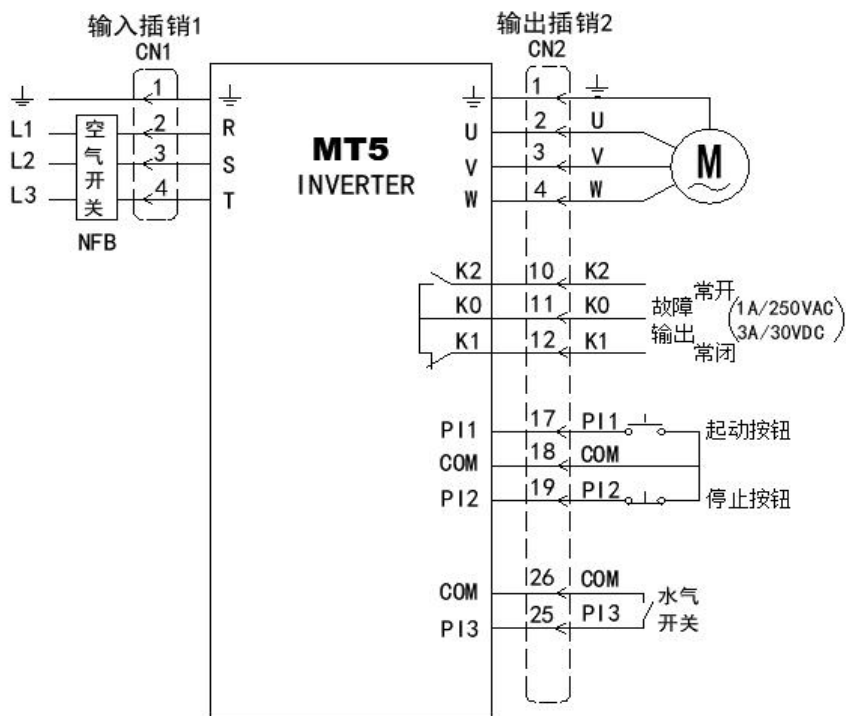 输入插销1
CN1
输出插销2
CN2
1
L1
L2
L3
空气开关
NFB
2
3
4
R
S
T
MT5
INVERTER
U
V
W
1
2
U
3
V
4
W
M
K2
10
K2
常开
K0
11
K0
故障
输出
K1
12
K1
常闭
1A/250VAC
3A/30VDC
PI1
17
PI1
起动按钮
COM
18
COM
PI2
19
PI2
停止按钮
COM
26
COM
水气
开关
PI3
25
PI3